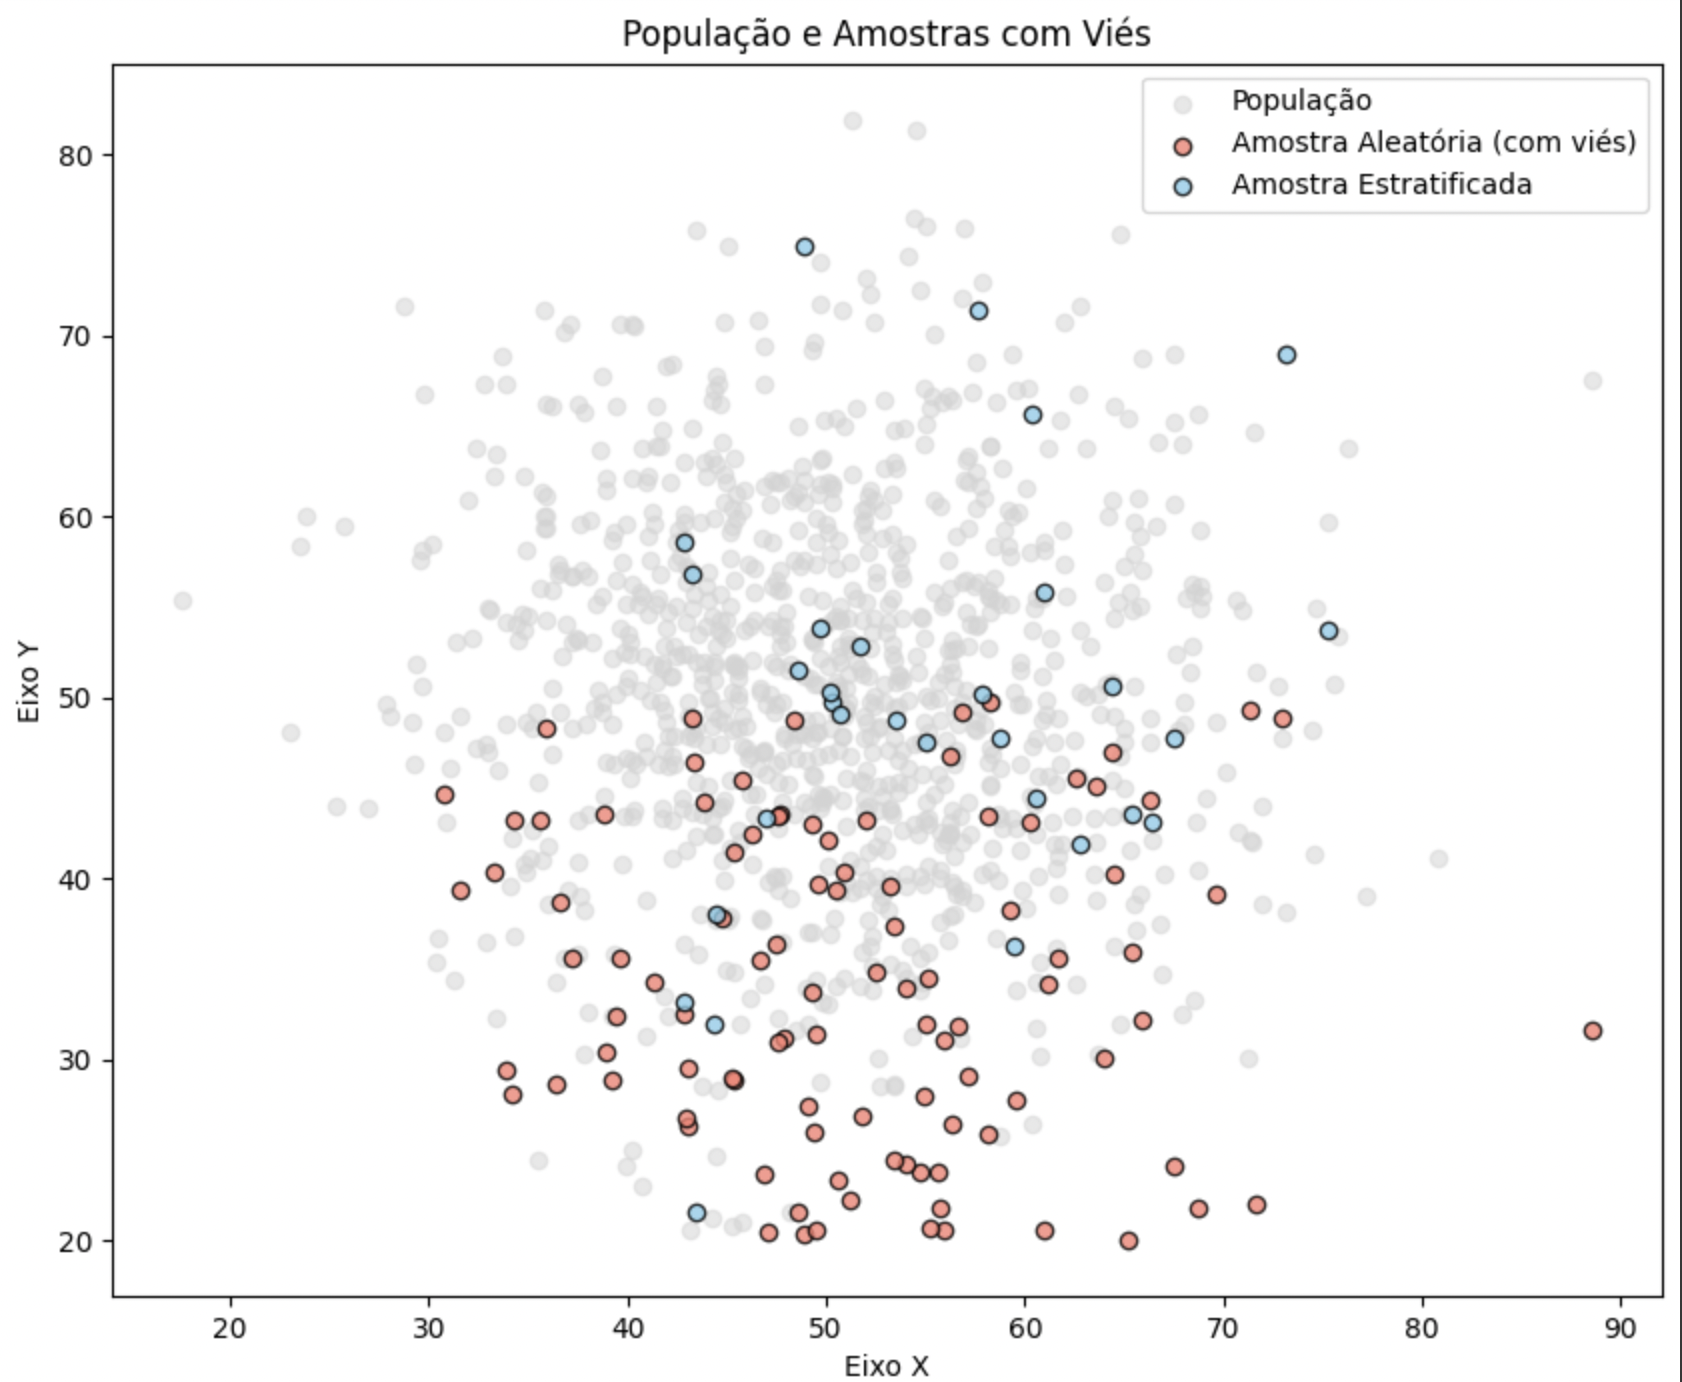 População e Amostras com Viés
População
Amostra Aleatória (com viés)
Amostra Estratificada
80
70
60
50
40
30
20
Eixo Y
20 30 40 50 60 70 80 90
Eixo X